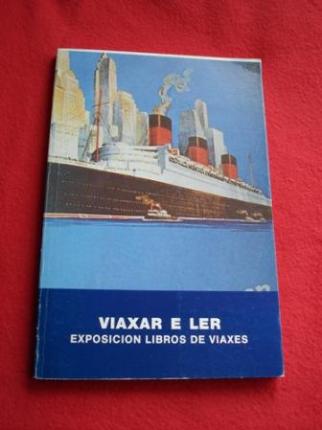 VIAXAR E LER
EXPOSICION LIBROS DE VIAXES